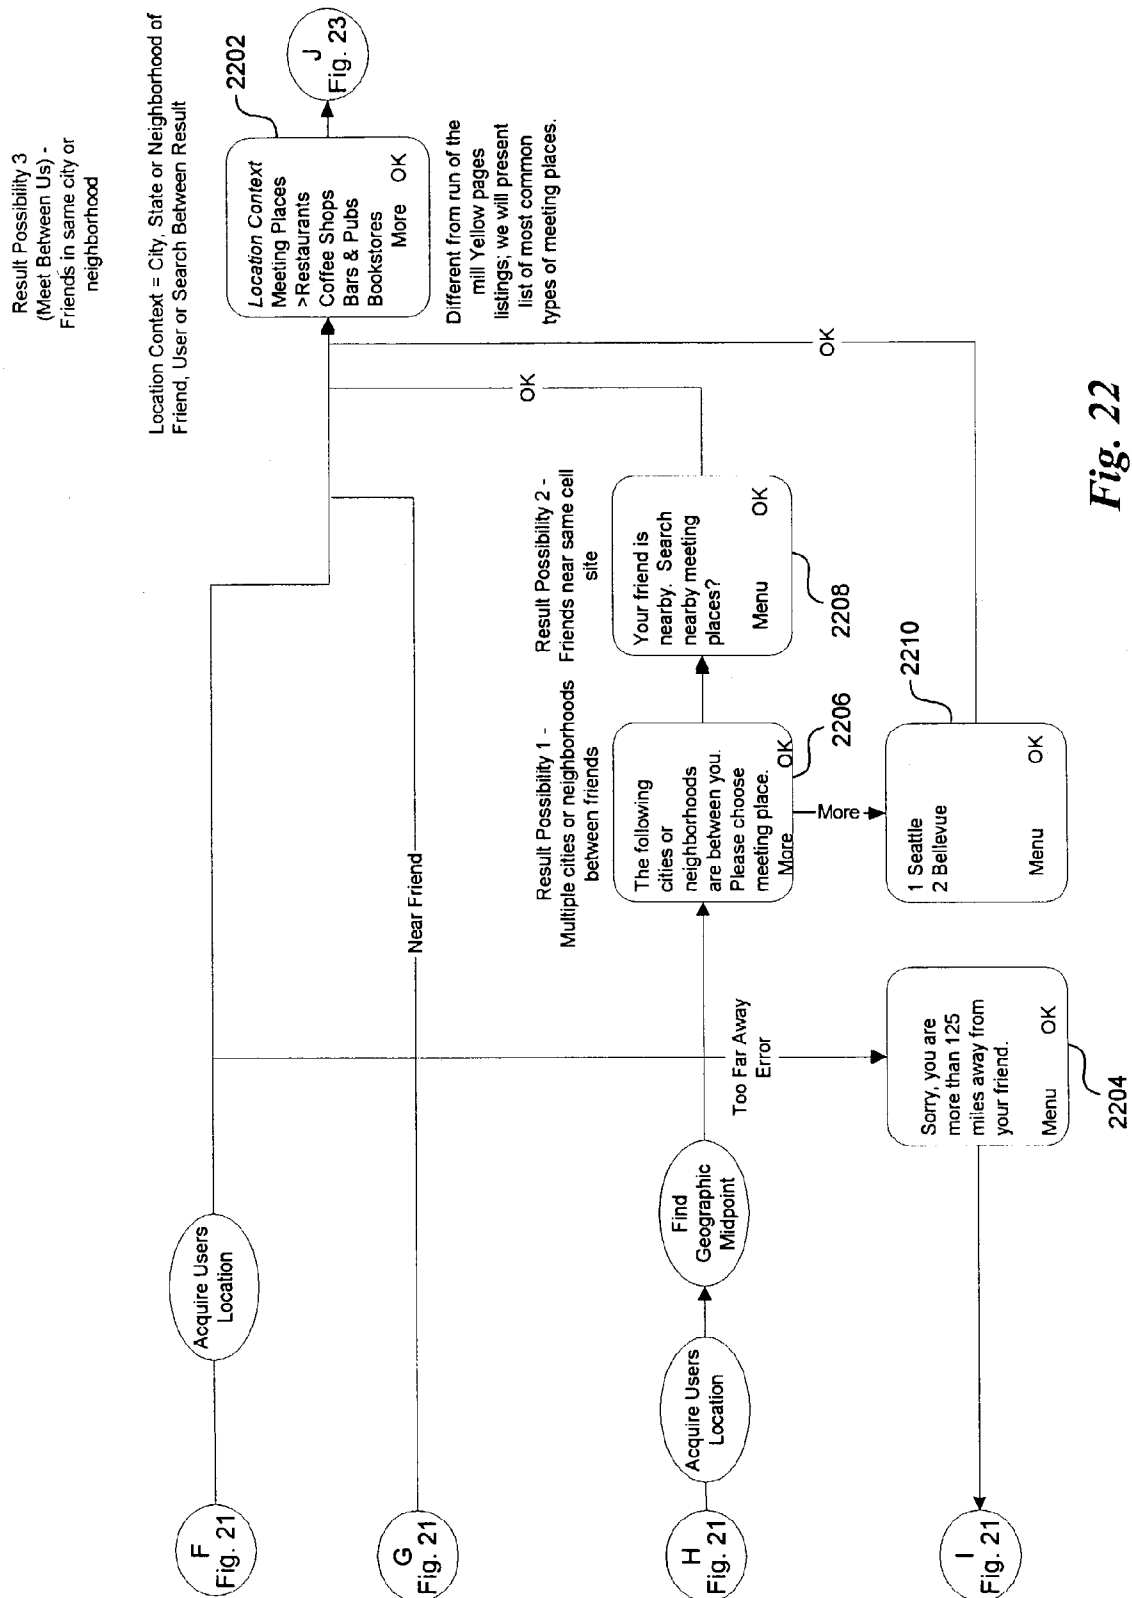 Result Possibility 3
(Meet Between Us) -
Friends in same city or
neighborhood
Location Context = City, State or Neighborhood of
Friend, User or Search Between Result
F
Fig. 21
Acquire Users
Location
Location Context
Meeting Places
>Restaurants
Coffee Shops
Bars & Pubs
Bookstores
More OK
2202
J
Fig. 23
Different from run of the
mill Yellow pages
listings; we will present
list of most common
types of meeting places.
G
Fig. 21
Near Friend
OK
OK
H
Fig. 21
Acquire Users
Location
Find
Geographic
Midpoint
Too Far Away
Error
Result Possibility 1 -
Multiple cities or neighborhoods
between friends
The following
cities or
neighborhoods
are between you.
Please choose
meeting place.
More OK
2206
More
Result Possibility 2 -
Friends near same cell
site
Your friend is
nearby. Search
nearby meeting
places?
Menu OK
2208
I
Fig. 21
Sorry, you are
more than 125
miles away from
your friend.
Menu OK
2204
1 Seattle
2 Bellevue
Menu OK
2210
Fig. 22